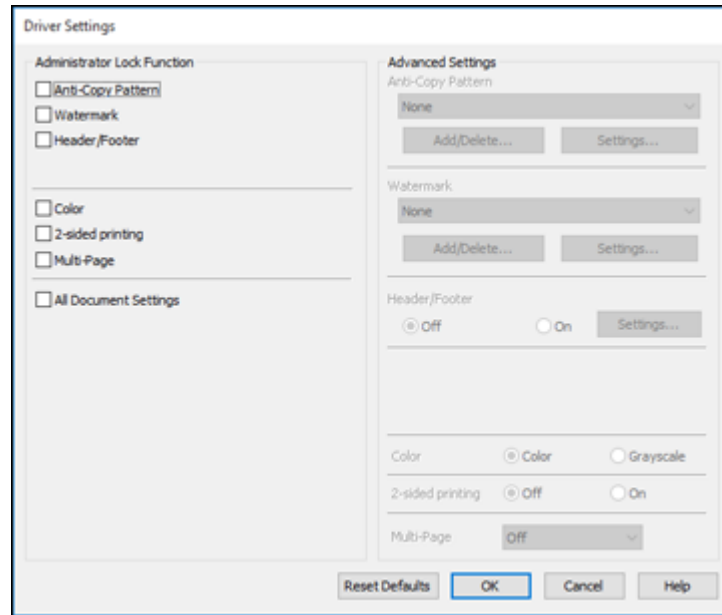 Driver Settings
Administrator Lock Function
Anti-Copy Pattern
Watermark
Header/Footer
Color
2-sided printing
Multi-Page
All Document Settings
Advanced Settings
Anti-Copy Pattern
None
Add/Delete... Settings...
Watermark
None
Add/Delete... Settings...
Header/Footer
Off On Settings...
Color Color Grayscale
2-sided printing Off On
Multi-Page Off
Reset Defaults OK Cancel Help